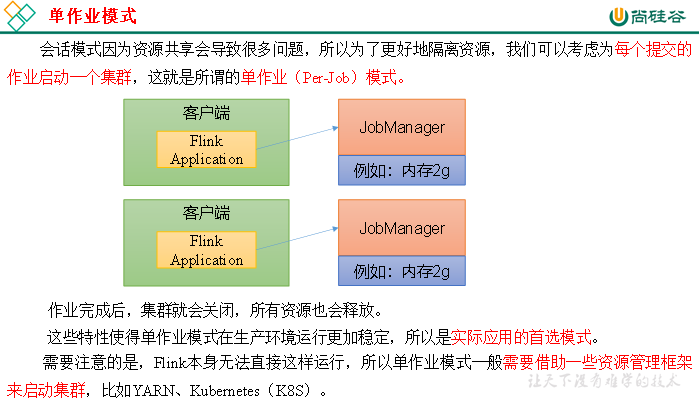 单作业模式
尚硅谷
会话模式因为资源共享会导致很多问题，所以为了更好地隔离资源，我们可以考虑为每个提交的
作业启动一个集群，这就是所谓的单作业（Per-Job）模式。
客户端
Flink
Application
JobManager
例如：内存2g
客户端
Flink
Application
JobManager
例如：内存2g
作业完成后，集群就会关闭，所有资源也会释放。
这些特性使得单作业模式在生产环境运行更加稳定，所以是实际应用的首选模式。
需要注意的是，Flink本身无法直接这样运行，所以单作业模式一般需要借助一些资源管理框架
来启动集群，比如YARN、Kubernetes（K8S）。
让天下没有难学的技术